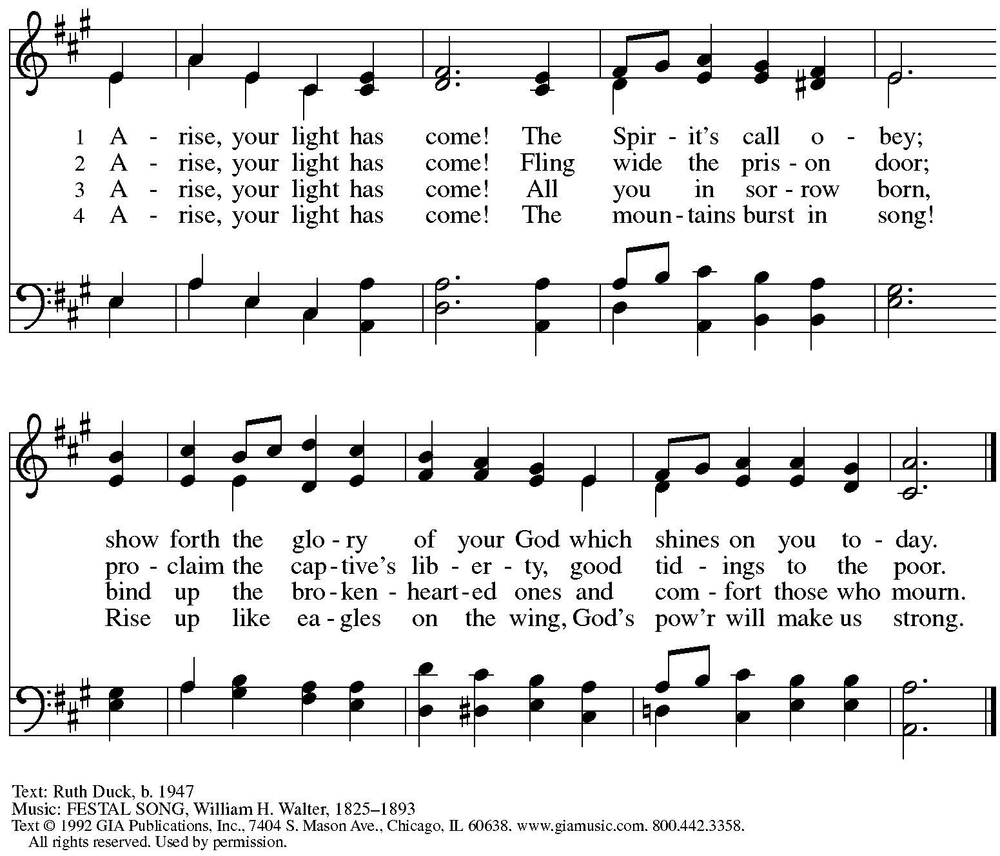 1 A - rise, your light has come! The Spir - it's call o - bey;
2 A - rise, your light has come! Fling wide the pris - on door;
3 A - rise, your light has come! All you in sor - row born,
4 A - rise, your light has come! The moun - tains burst in song!
show forth the glo - ry of your God which shines on you to - day.
pro - claim the cap - tive's lib - er - ty, good tid - ings to the poor.
bind up the bro - ken - heart - ed ones and com - fort those who mourn.
Rise up like ea - gles on the wing, God's pow'r will make us strong.
Text: Ruth Duck, b. 1947
Music: FESTAL SONG, William H. Walter, 1825–1893
Text © 1992 GIA Publications, Inc., 7404 S. Mason Ave., Chicago, IL 60638. www.giamusic.com. 800.442.3358.
All rights reserved. Used by permission.